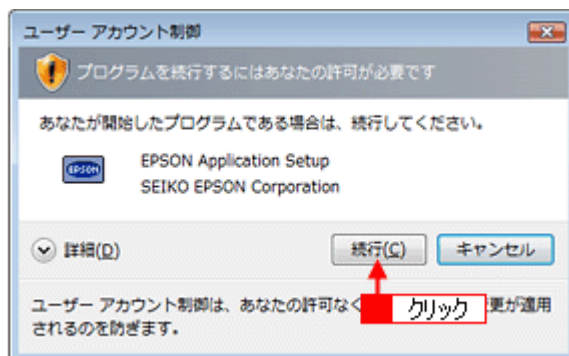 ユーザー アカウント制御
プログラムを続行するにはあなたの許可が必要です
あなたが開始したプログラムである場合は、続行してください。
EPSON
EPSON Application Setup
SEIKO EPSON Corporation
詳細(D)
続行(C)
キャンセル
クリック
ユーザー アカウント制御は、あなたの許可なく 更が適用
されるのを防ぎます。